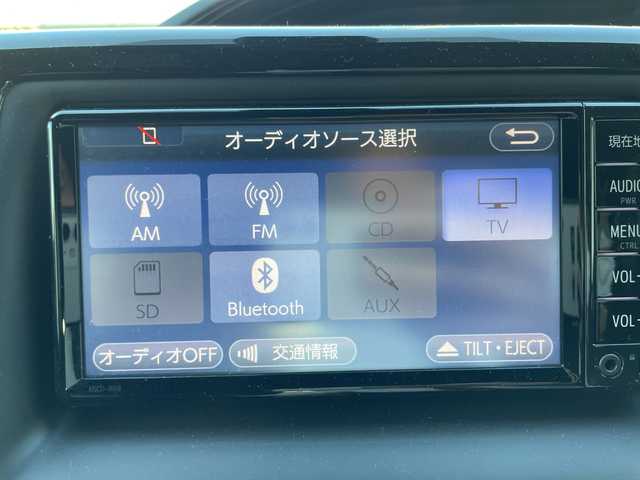 オーディオソース選択
現在地
AM
FM
CD
TV
AUDIO
PWR
MENU
CTRL
SD
Bluetooth
AUX
VOL+
VOL-
オーディオOFF
交通情報
TILT・EJECT